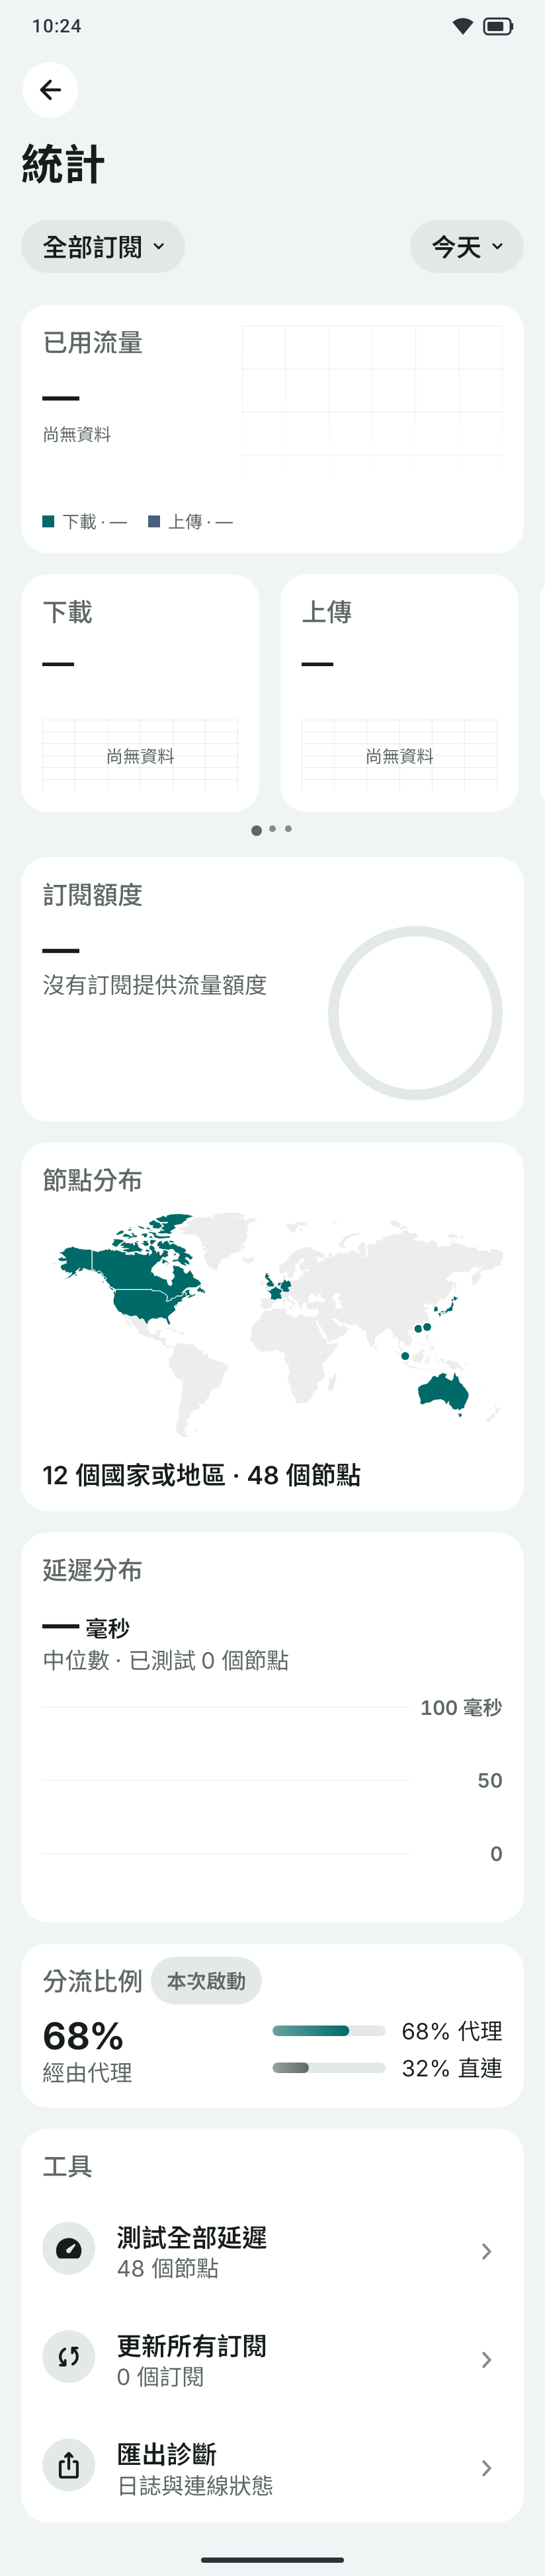 10:24
統計
全部訂閱
今天
已用流量
—
尚無資料
下載 · —
上傳 · —
下載
—
尚無資料
上傳
—
尚無資料
訂閱額度
—
沒有訂閱提供流量額度
節點分布
12 個國家或地區 · 48 個節點
延遲分布
— 毫秒
中位數 · 已測試 0 個節點
100 毫秒
50
0
分流比例
本次啟動
68%
經由代理
68% 代理
32% 直連
工具
測試全部延遲
48 個節點
更新所有訂閱
0 個訂閱
匯出診斷
日誌與連線狀態